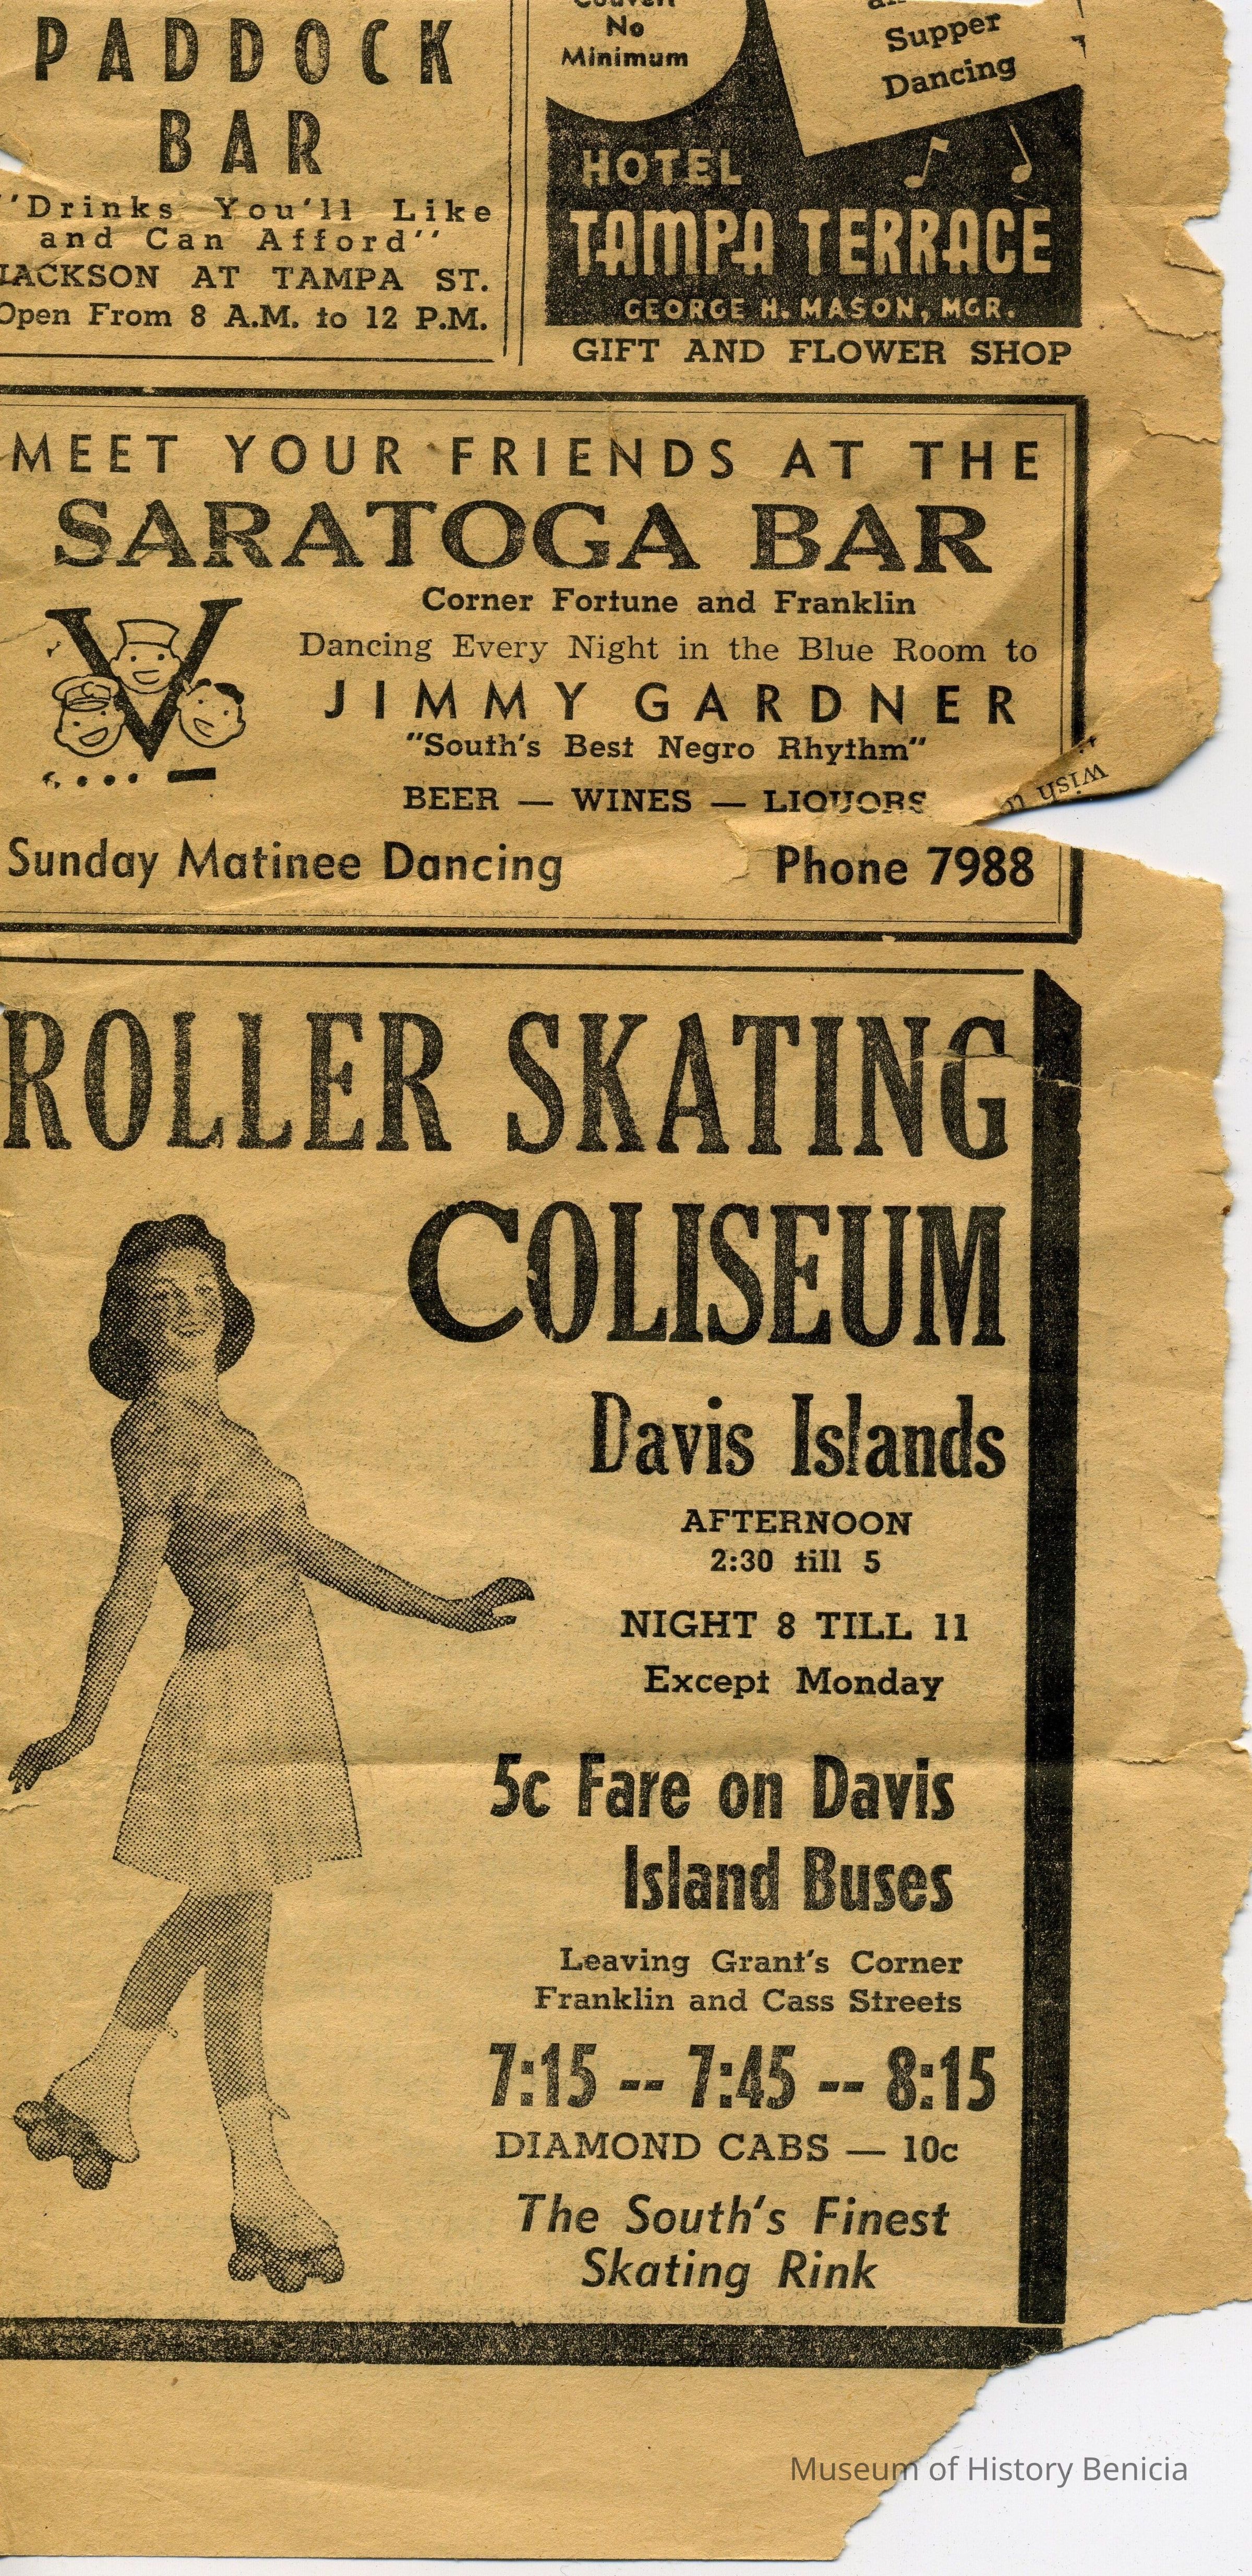 PADDOCK
BAR
"Drinks You'll Like
and Can Afford"
JACKSON AT TAMPA ST.
Open From 8 A.M. to 12 P.M.
No
Minimum
Supper
Dancing
HOTEL
TAMPA TERRACE
GEORGE H. MASON, MGR.
GIFT AND FLOWER SHOP
MEET YOUR FRIENDS AT THE
SARATOGA BAR
Corner Fortune and Franklin
Dancing Every Night in the Blue Room to
V
JIMMY GARDNER
"South's Best Negro Rhythm"
BEER — WINES — LIQUORS
wish
Sunday Matinee Dancing
Phone 7988
ROLLER SKATING
COLISEUM
Davis Islands
AFTERNOON
2:30 till 5
NIGHT 8 TILL 11
Except Monday
5c Fare on Davis
Island Buses
Leaving Grant's Corner
Franklin and Cass Streets
7:15 -- 7:45 -- 8:15
DIAMOND CABS — 10c
The South's Finest
Skating Rink
Museum of History Benicia